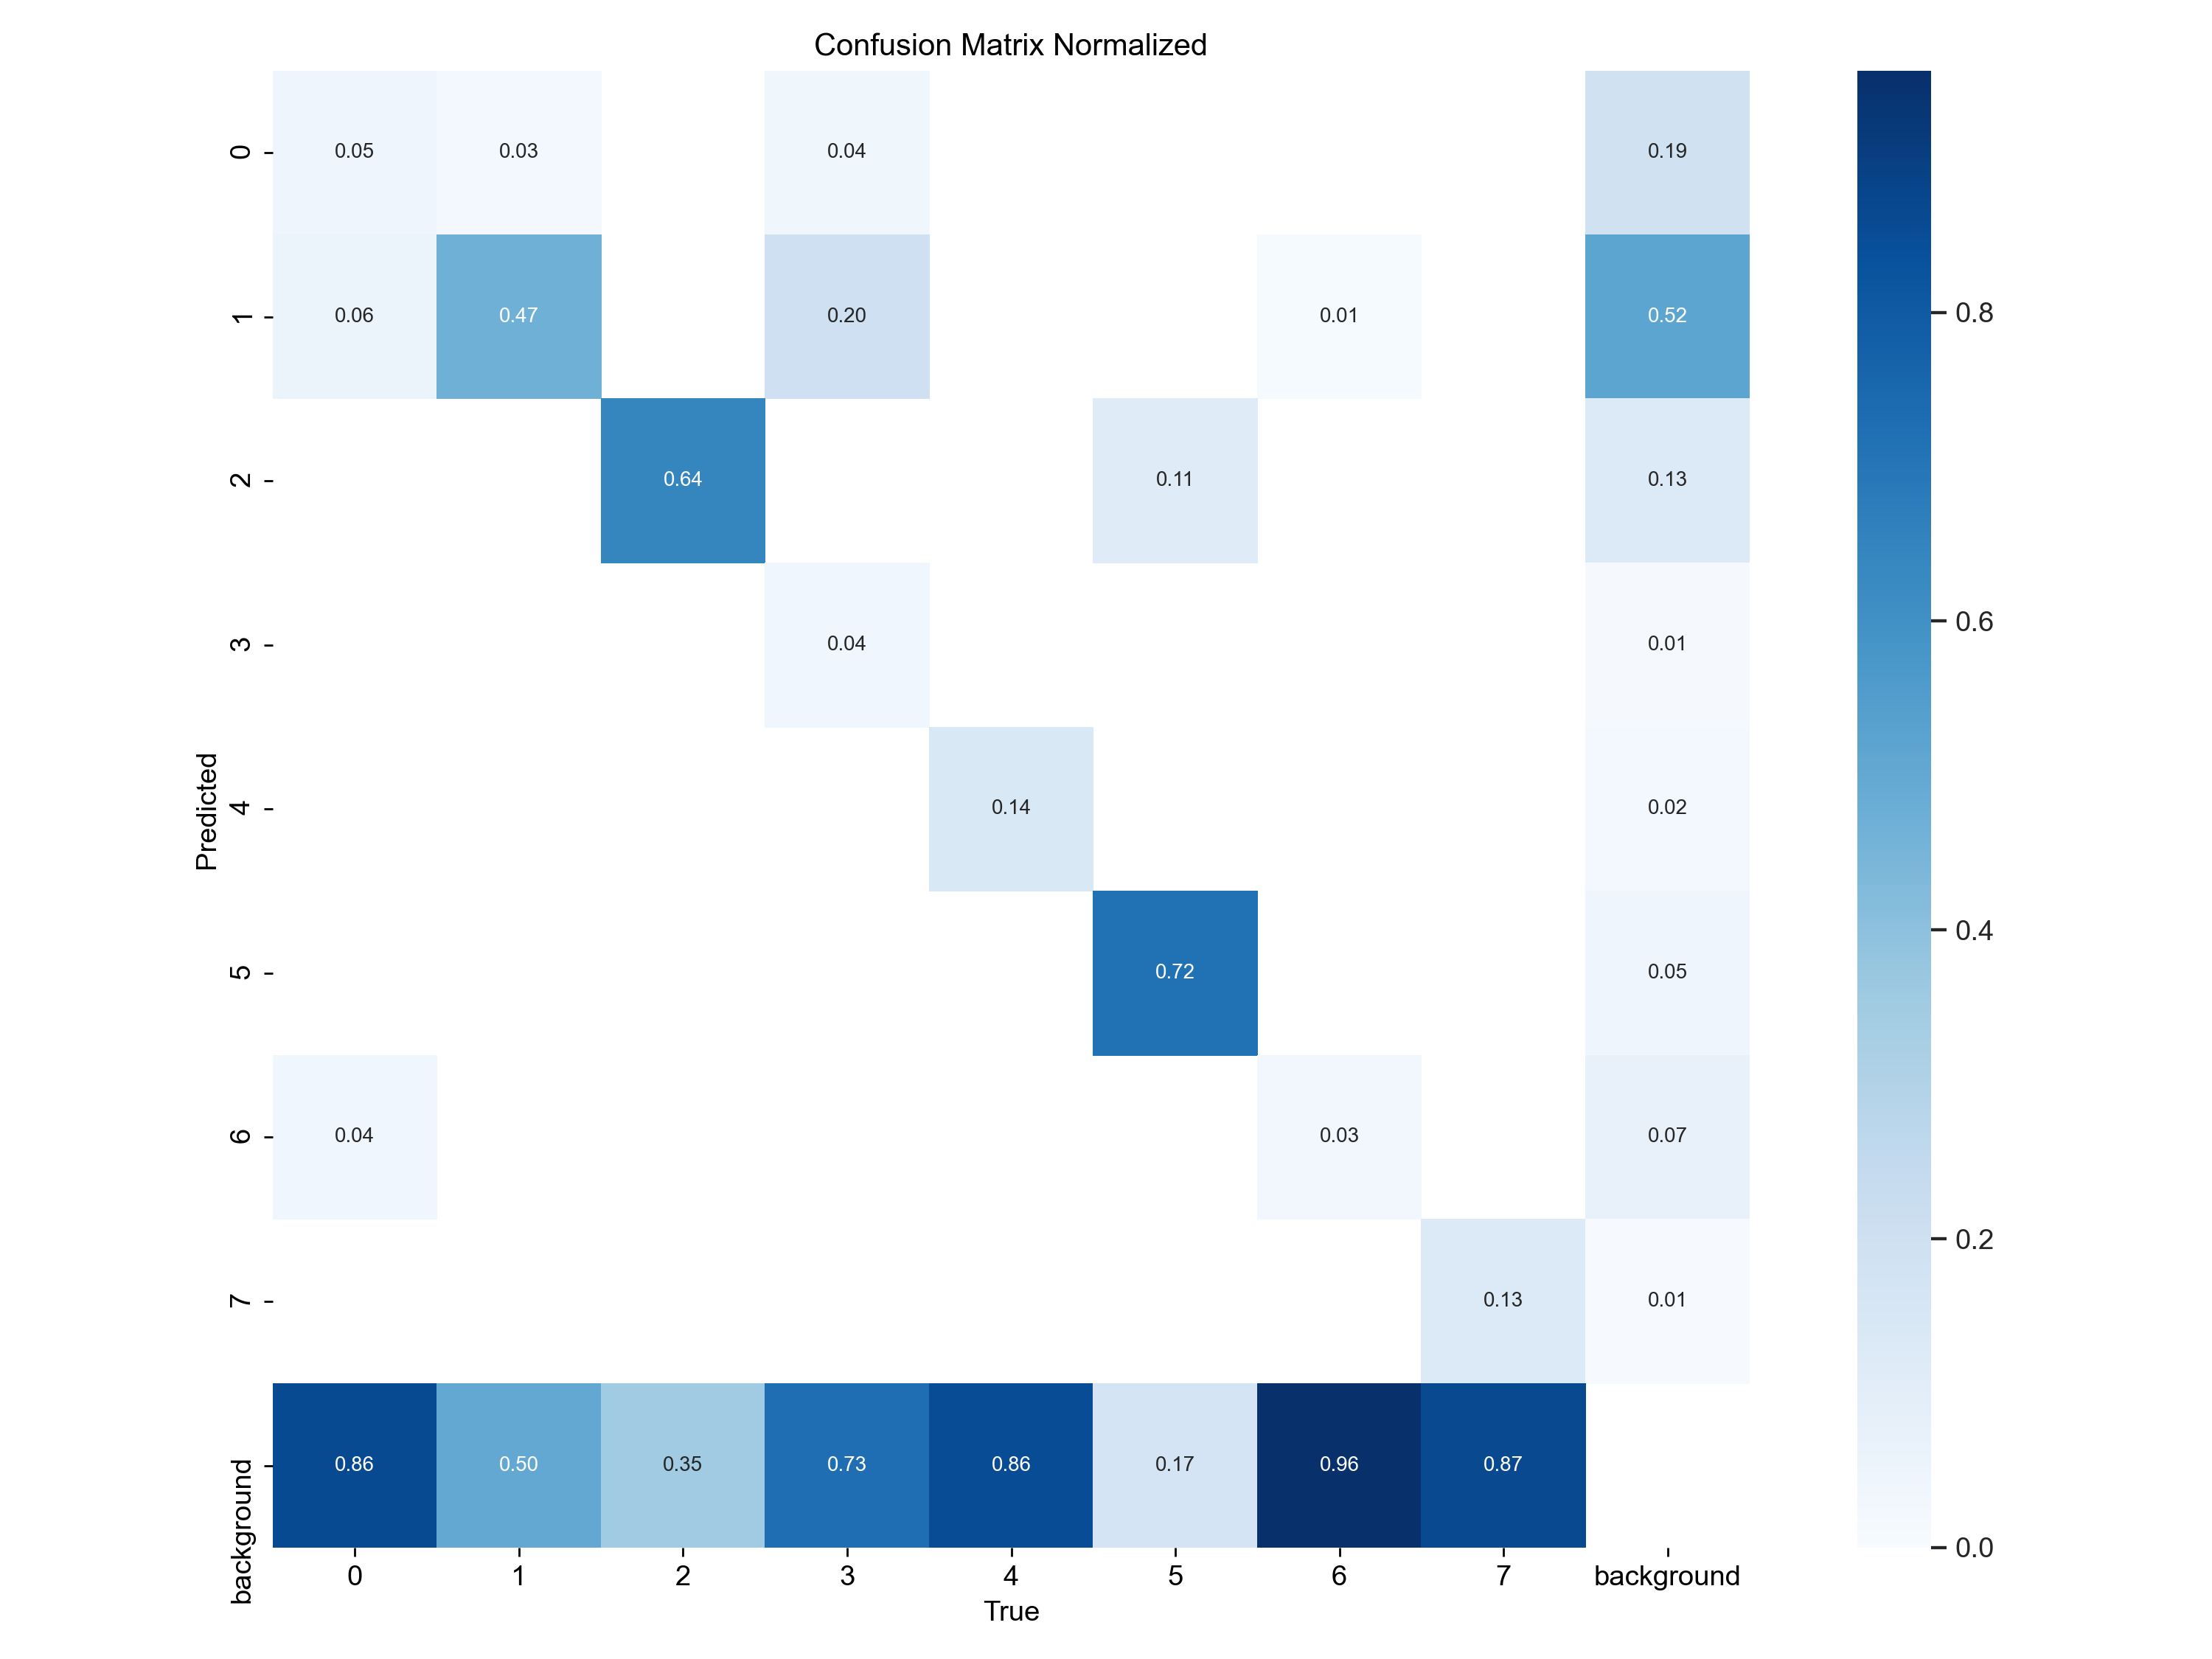 Confusion Matrix Normalized
0 0.05 0.03 0.04 0.19
1 0.06 0.47 0.20 0.01 0.52 0.8
2 0.64 0.11 0.13
3 0.04 0.01 0.6
4 0.14 0.02
Predicted
5 0.72 0.05 0.4
6 0.04 0.03 0.07
7 0.13 0.01 0.2
background 0.86 0.50 0.35 0.73 0.86 0.17 0.96 0.87
0.0
0 1 2 3 4 5 6 7 background
True